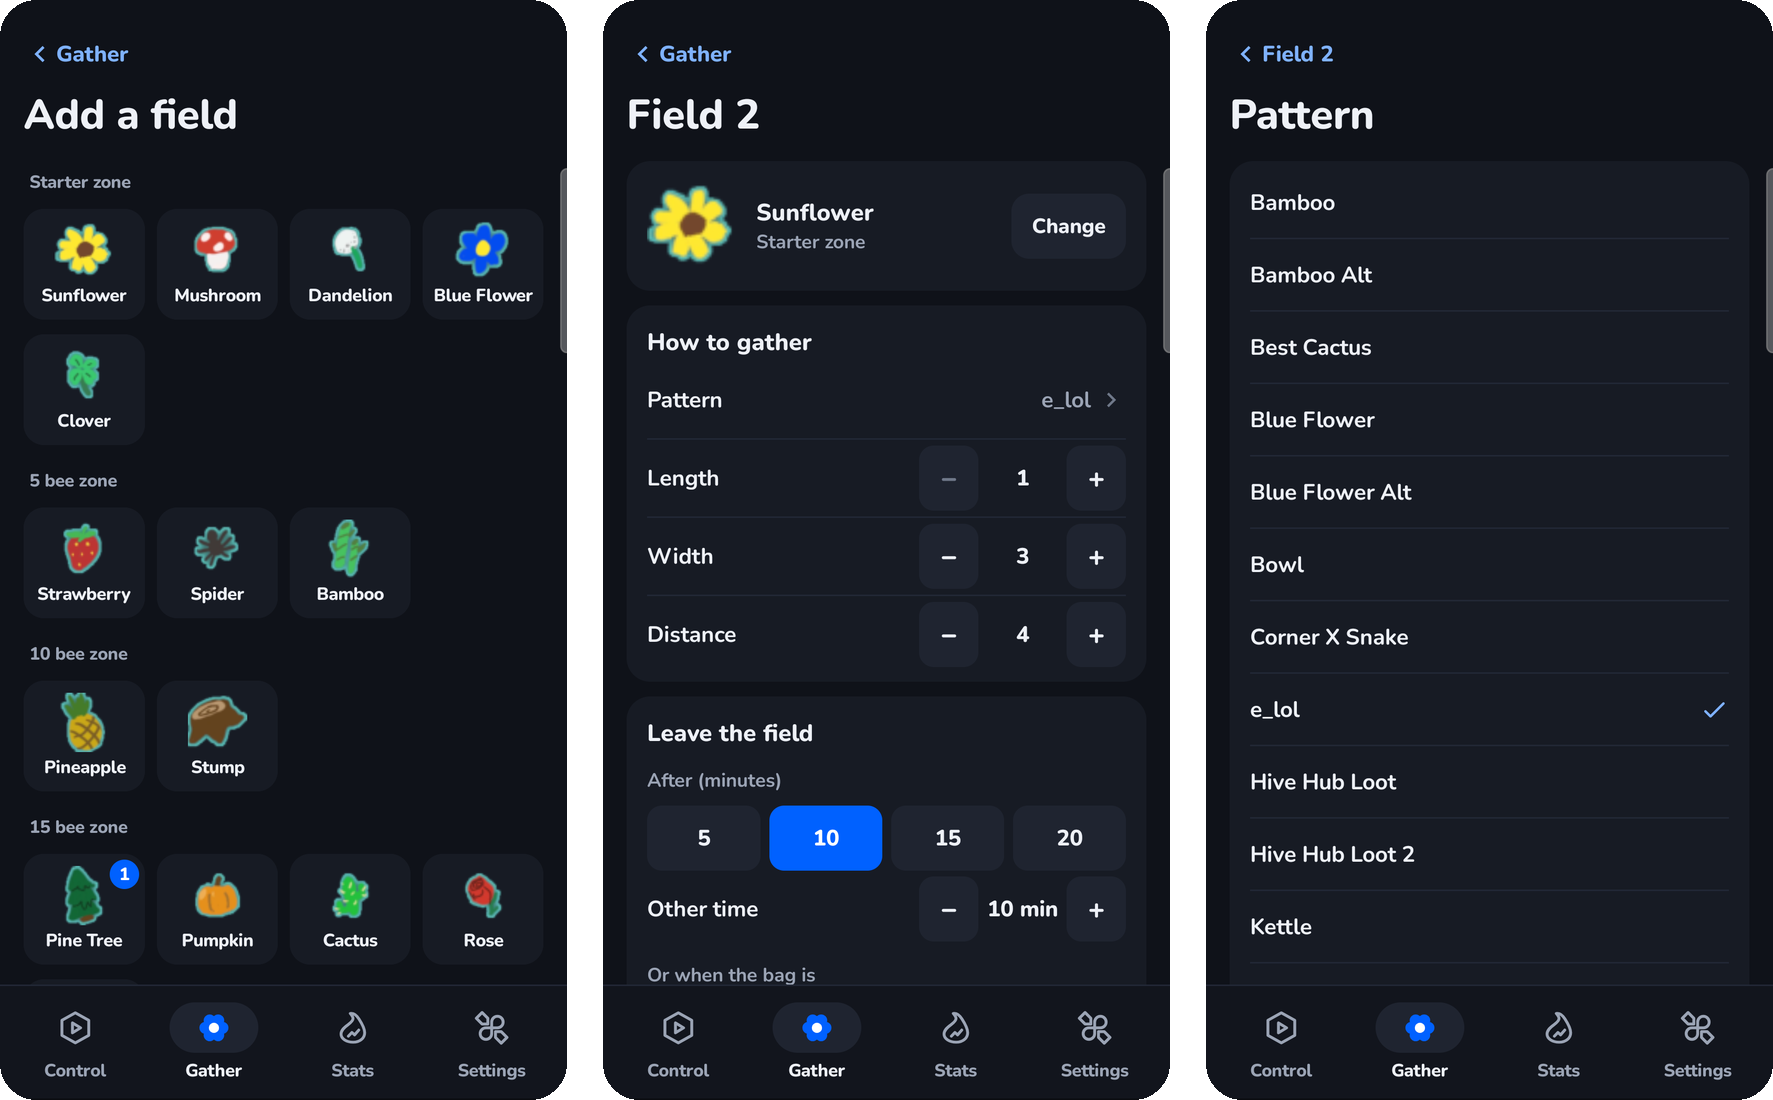 Gather
Add a field
Starter zone
Sunflower
Mushroom
Dandelion
Blue Flower
Clover
5 bee zone
Strawberry
Spider
Bamboo
10 bee zone
Pineapple
Stump
15 bee zone
1
Pine Tree
Pumpkin
Cactus
Rose
Control
Gather
Stats
Settings
Gather
Field 2
Sunflower
Starter zone
Change
How to gather
Pattern e_lol
Length − 1 +
Width − 3 +
Distance − 4 +
Leave the field
After (minutes)
5 10 15 20
Other time − 10 min +
Or when the bag is
Control
Gather
Stats
Settings
Field 2
Pattern
Bamboo
Bamboo Alt
Best Cactus
Blue Flower
Blue Flower Alt
Bowl
Corner X Snake
e_lol
Hive Hub Loot
Hive Hub Loot 2
Kettle
Control
Gather
Stats
Settings